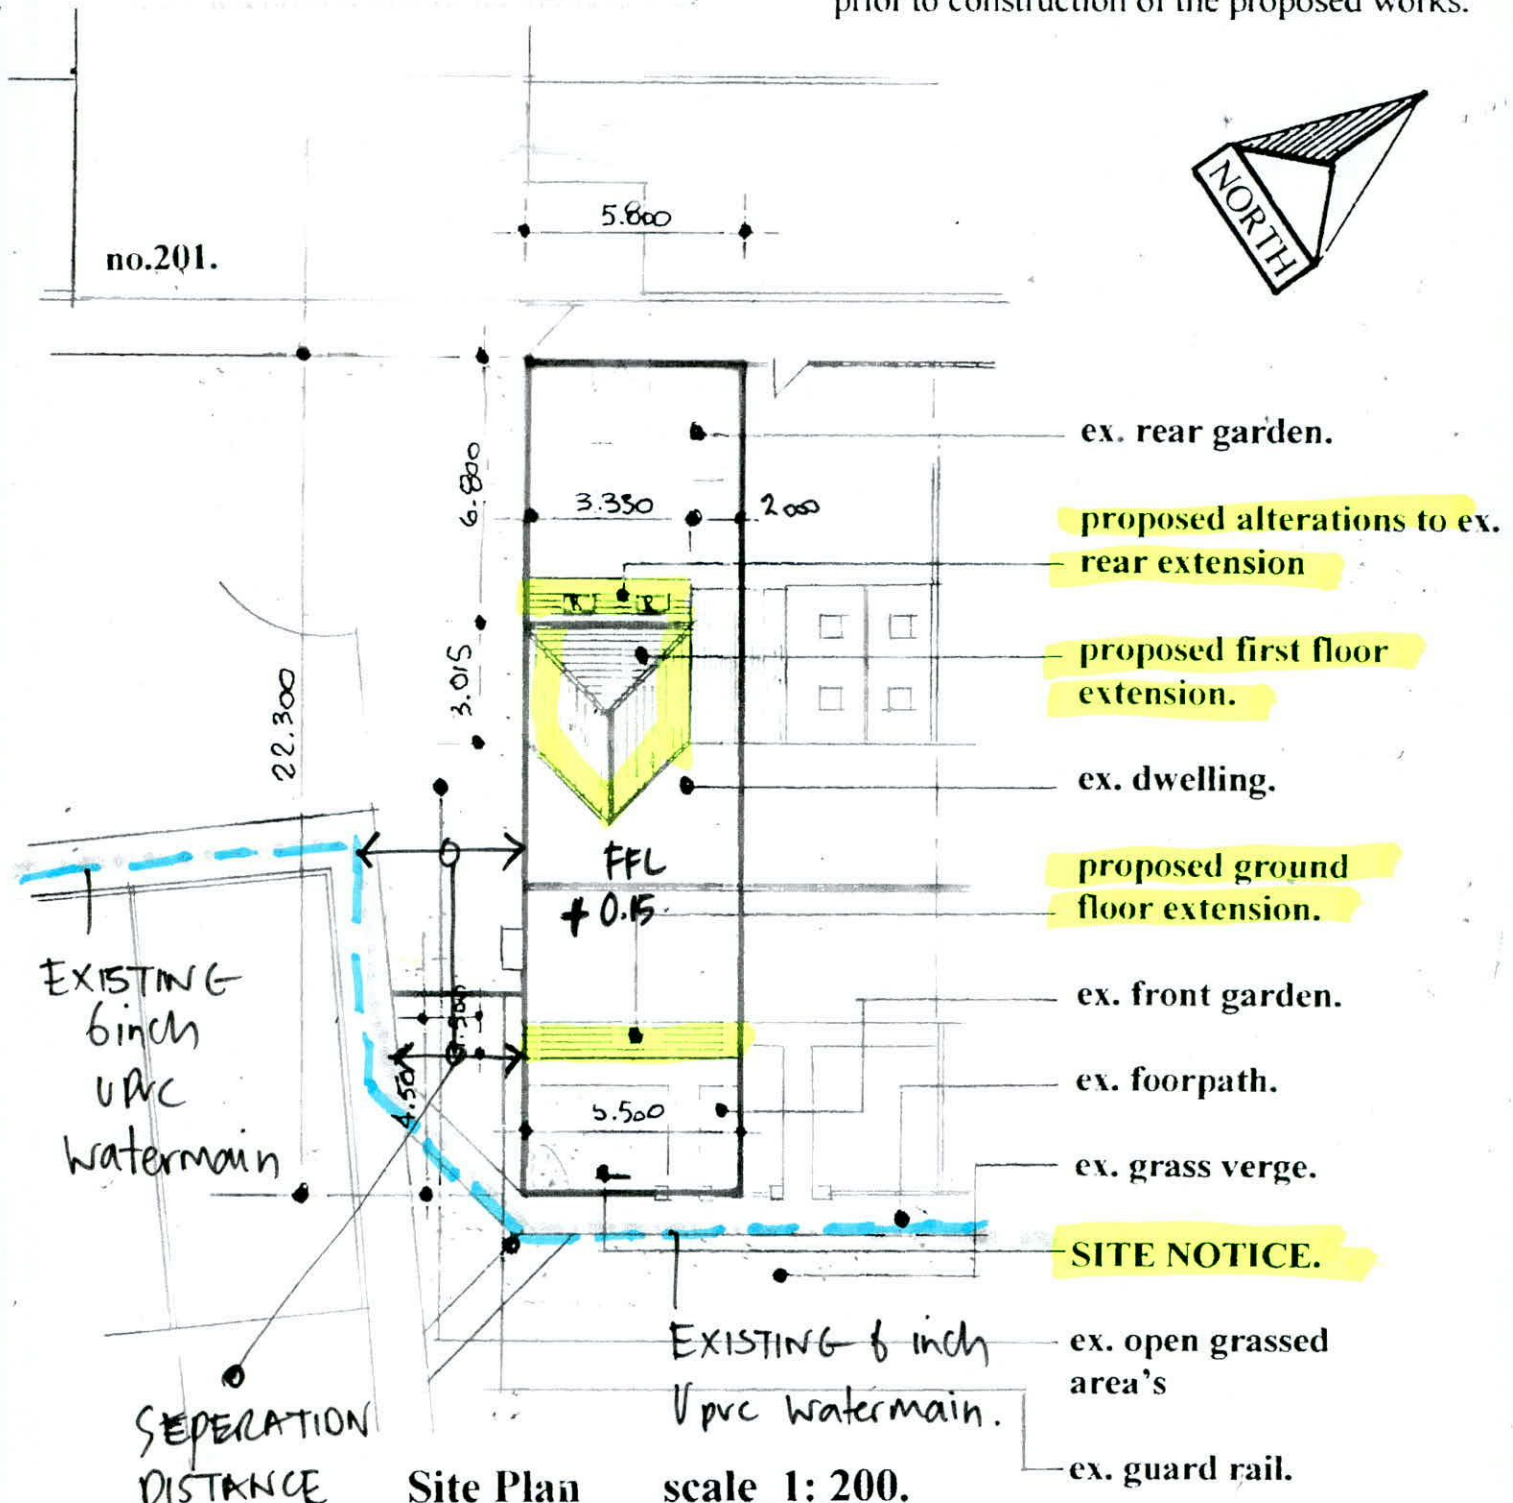 prior to construction of the proposed works.
NORTH
no.201.
5.800
ex. rear garden.
6.800
3.350
2000
proposed alterations to ex.
rear extension
R R
proposed first floor
extension.
3.015
22.300
ex. dwelling.
FFL
+ 0.15
proposed ground
floor extension.
EXISTING
6inch
UPVC
Watermain
ex. front garden.
4.50
5.500
ex. foorpath.
ex. grass verge.
SITE NOTICE.
EXISTING 6 inch
Upvc Watermain.
ex. open grassed
area's
SEPERATION
DISTANCE
ex. guard rail.
Site Plan scale 1: 200.